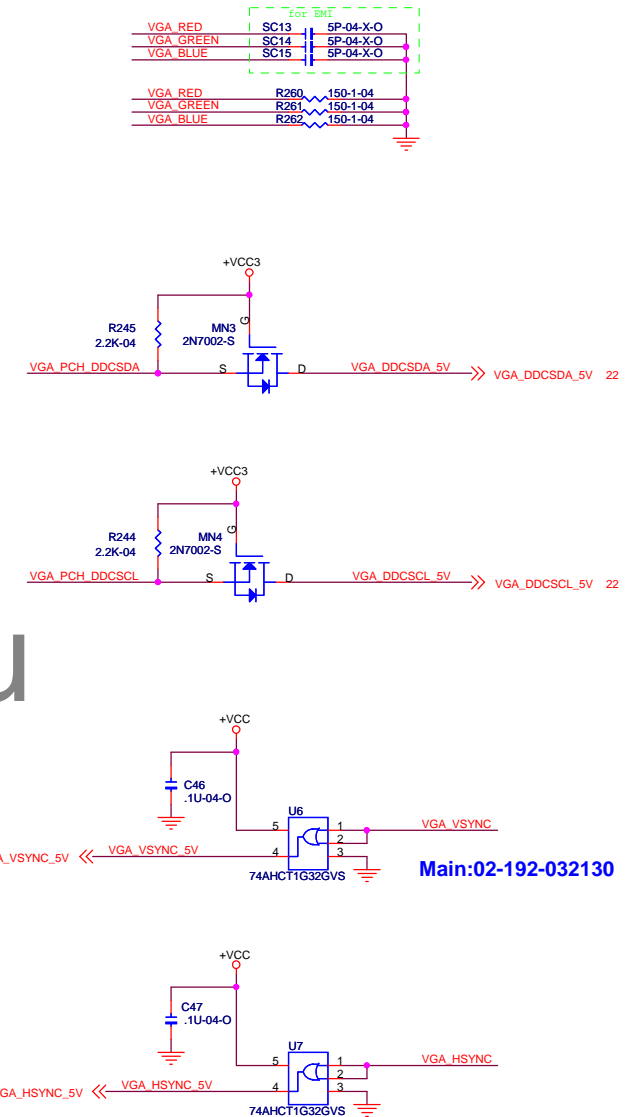 for EMI
VGA_RED SC13 5P-04-X-O
VGA_GREEN SC14 5P-04-X-O
VGA_BLUE SC15 5P-04-X-O
VGA_RED R260 150-1-04
VGA_GREEN R261 150-1-04
VGA_BLUE R262 150-1-04
+VCC3
R245 MN3 G
2.2K-04 2N7002-S
VGA_PCH_DDCSDA S D VGA_DDCSDA_5V VGA_DDCSDA_5V 22
+VCC3
R244 MN4 G
2.2K-04 2N7002-S
VGA_PCH_DDCSCL S D VGA_DDCSCL_5V VGA_DDCSCL_5V 22
u
+VCC
C46
.1U-04-O
U6
5 1 VGA_VSYNC
2
A_VSYNC_5V VGA_VSYNC_5V 4 3
74AHCT1G32GVS
Main:02-192-032130
+VCC
C47
.1U-04-O
U7
5 1 VGA_HSYNC
2
GA_HSYNC_5V VGA_HSYNC_5V 4 3
74AHCT1G32GVS